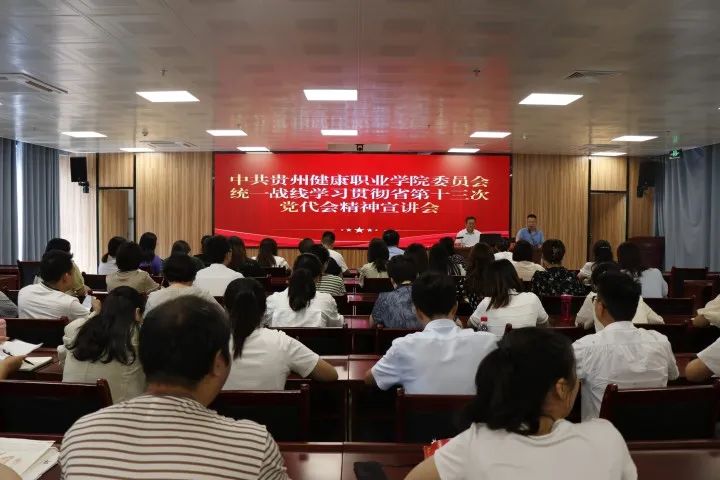 中共贵州健康职业学院委员会
统一战线学习贯彻省第十三次
党代会精神宣讲会